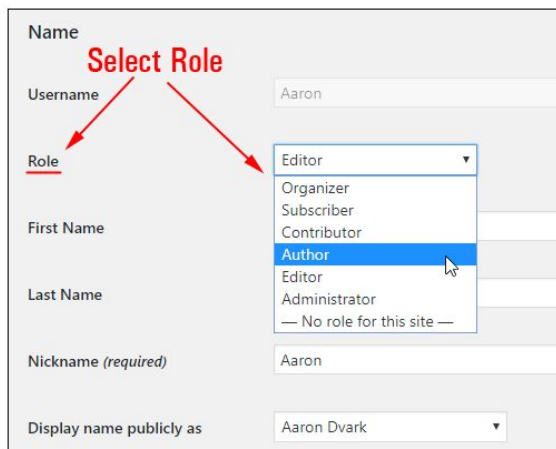 Name
Select Role
Username Aaron
Role Editor
Organizer
Subscriber
Contributor
Author
Editor
Administrator
— No role for this site —
First Name
Last Name
Nickname (required) Aaron
Display name publicly as Aaron Dvark